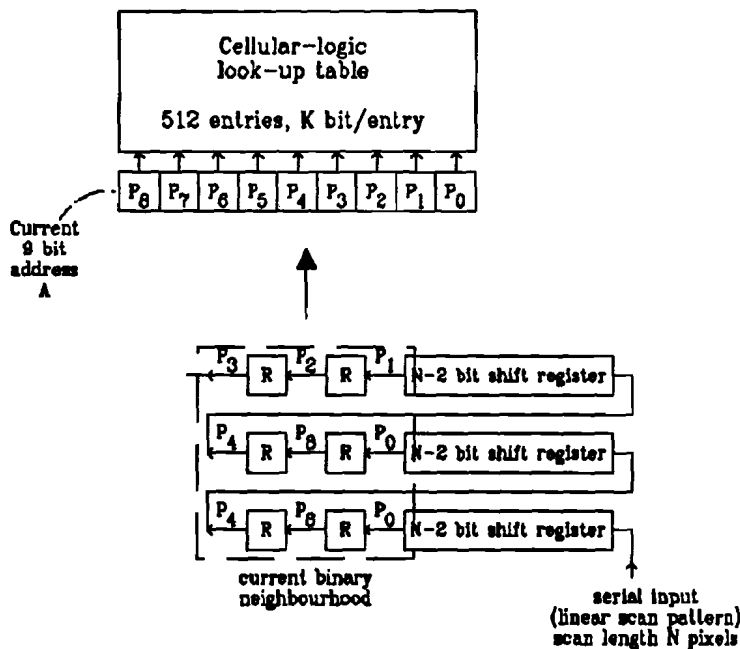 Cellular-logic
look-up table
512 entries, K bit/entry
P8 P7 P6 P5 P4 P3 P2 P1 P0
Current
9 bit
address
A
P3 R P2 R P1 N-2 bit shift register
P4 R P8 R P0 N-2 bit shift register
P4 R P8 R P0 N-2 bit shift register
current binary
neighbourhood
serial input
(linear scan pattern)
scan length N pixels